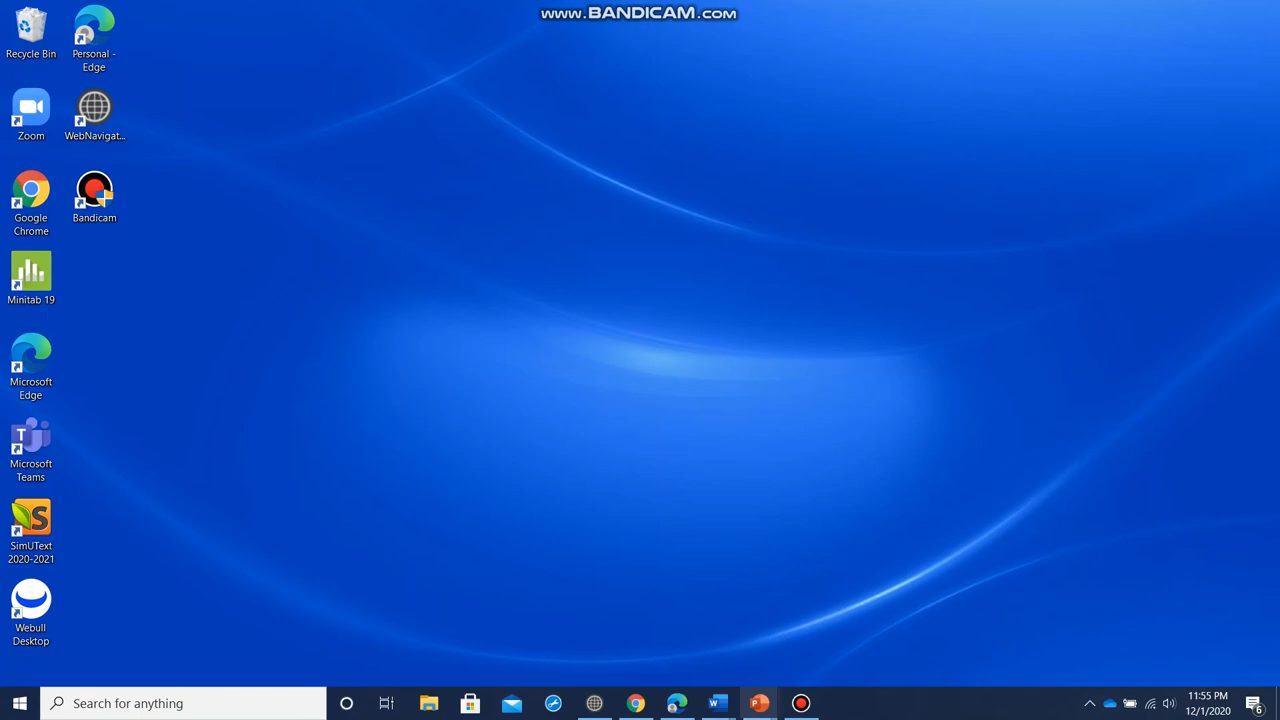 www.BANDICAM.com
Recycle Bin
Personal -
Edge
Zoom
WebNavigat...
Google
Chrome
Bandicam
Minitab 19
Microsoft
Edge
Microsoft
Teams
SimUText
2020-2021
Webull
Desktop
Search for anything
11:55 PM
12/1/2020
6